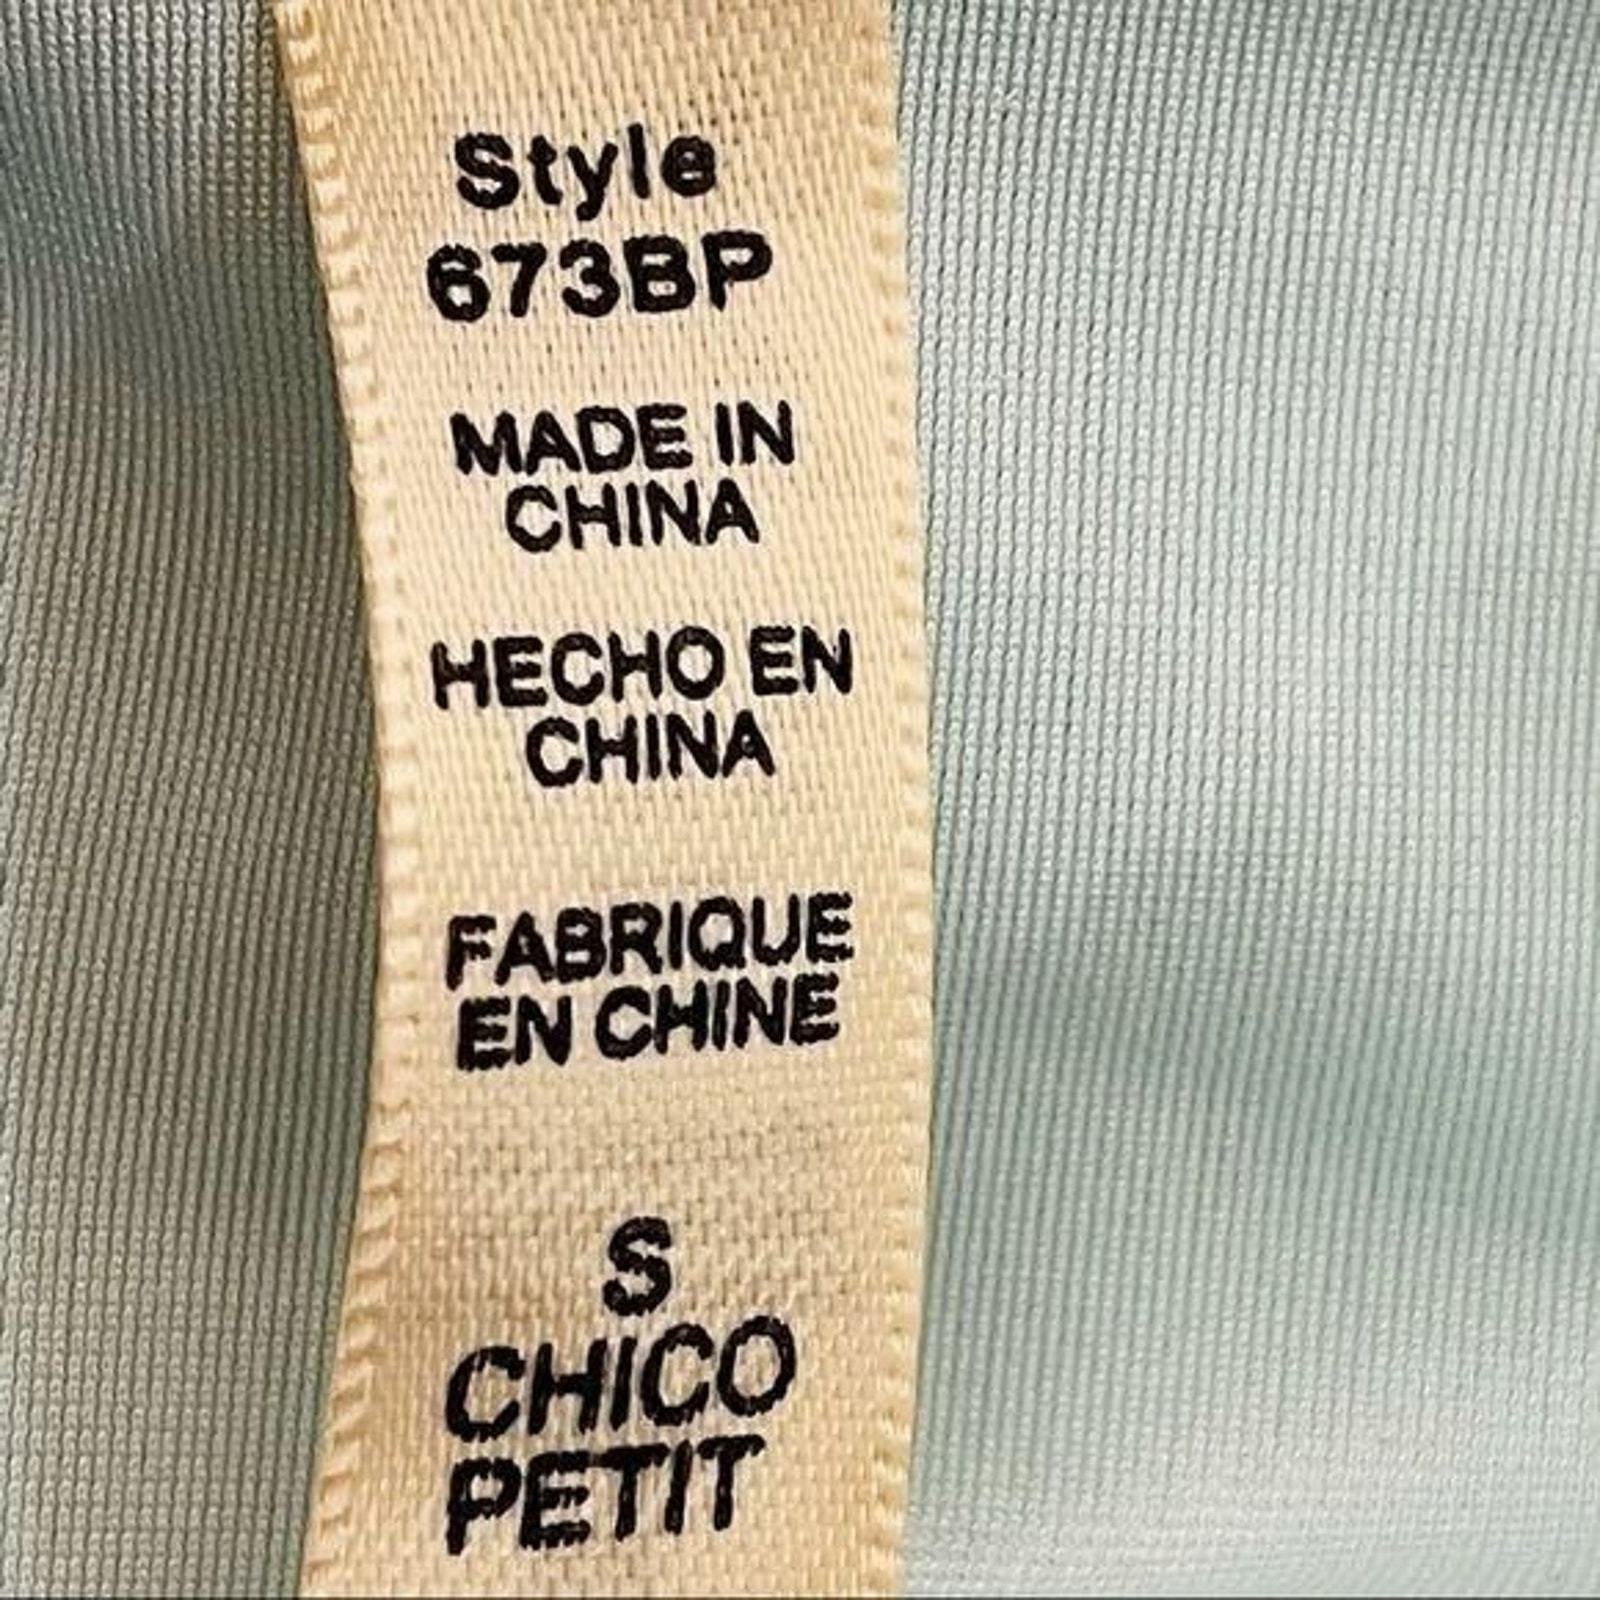 Style
673BP
MADE IN
CHINA
HECHO EN
CHINA
FABRIQUE
EN CHINE
S
CHICO
PETIT